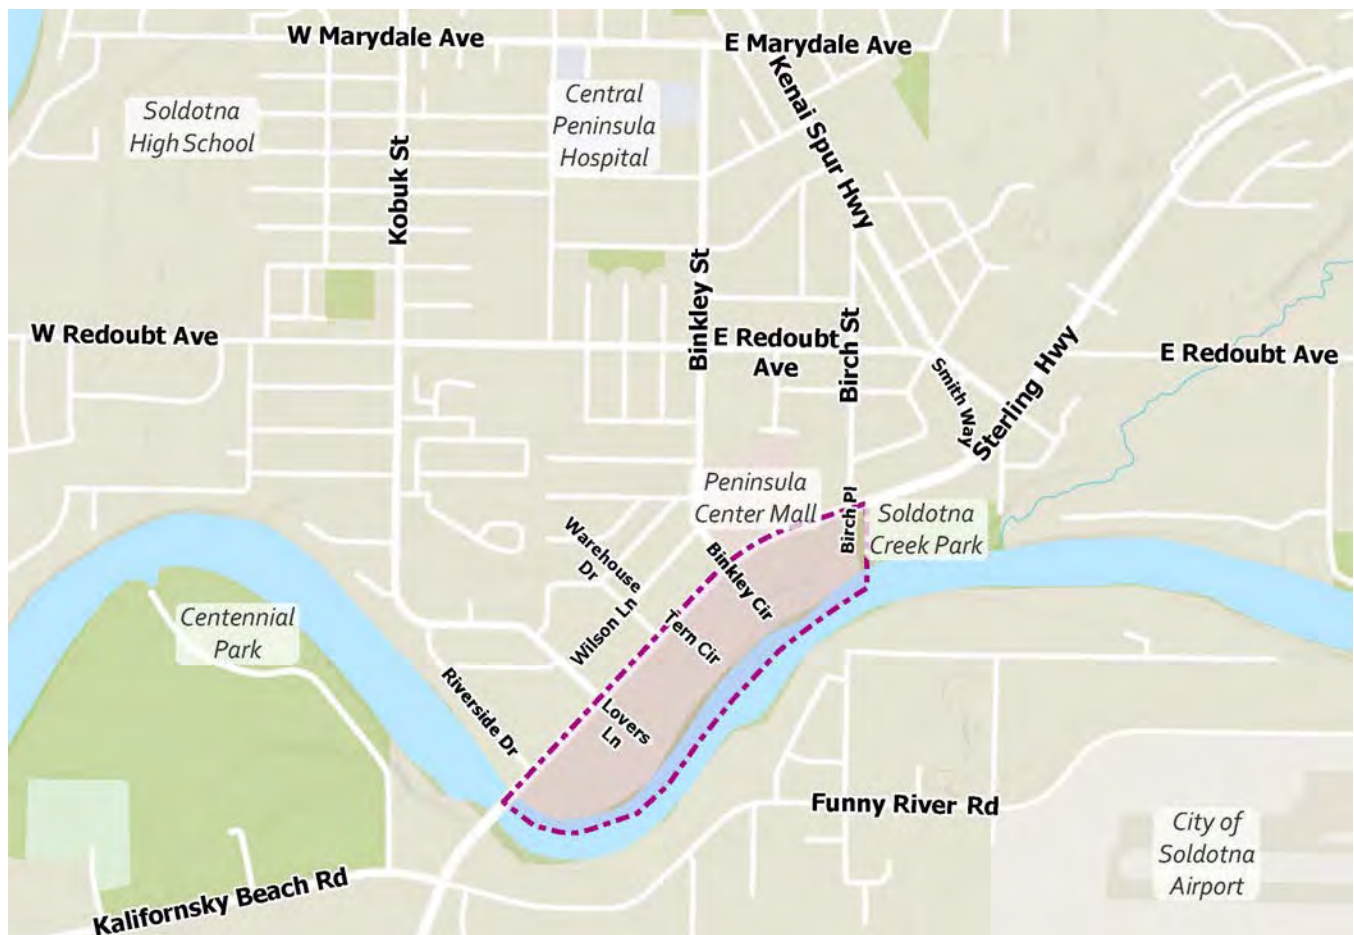 W Marydale Ave
E Marydale Ave
Kenai Spur Hwy
Soldotna
High School
Central
Peninsula
Hospital
Kobuk St
Binkley St
Birch St
W Redoubt Ave
E Redoubt
Ave
E Redoubt Ave
Smith Way
Sterling Hwy
Peninsula
Center Mall
Birch Pl
Soldotna
Creek Park
Warehouse
Dr
Wilson Ln
Binkley Cir
Tern Cir
Centennial
Park
Riverside Dr
Lovers
Ln
Funny River Rd
City of
Soldotna
Airport
Kalifornsky Beach Rd